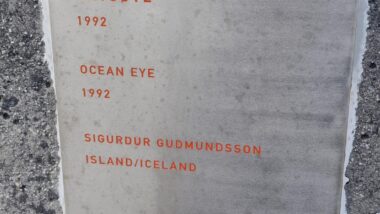 1992
OCEAN EYE
1992
SIGURDUR GUDMUNDSSON
ISLAND/ICELAND